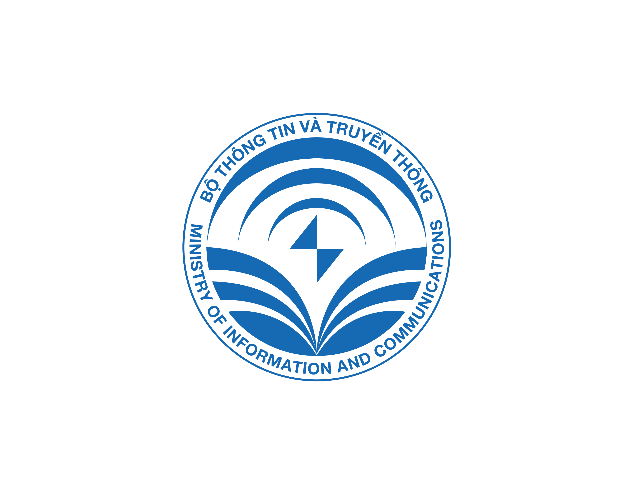 BỘ THÔNG TIN VÀ TRUYỀN THÔNG
MINISTRY OF INFORMATION AND COMMUNICATIONS